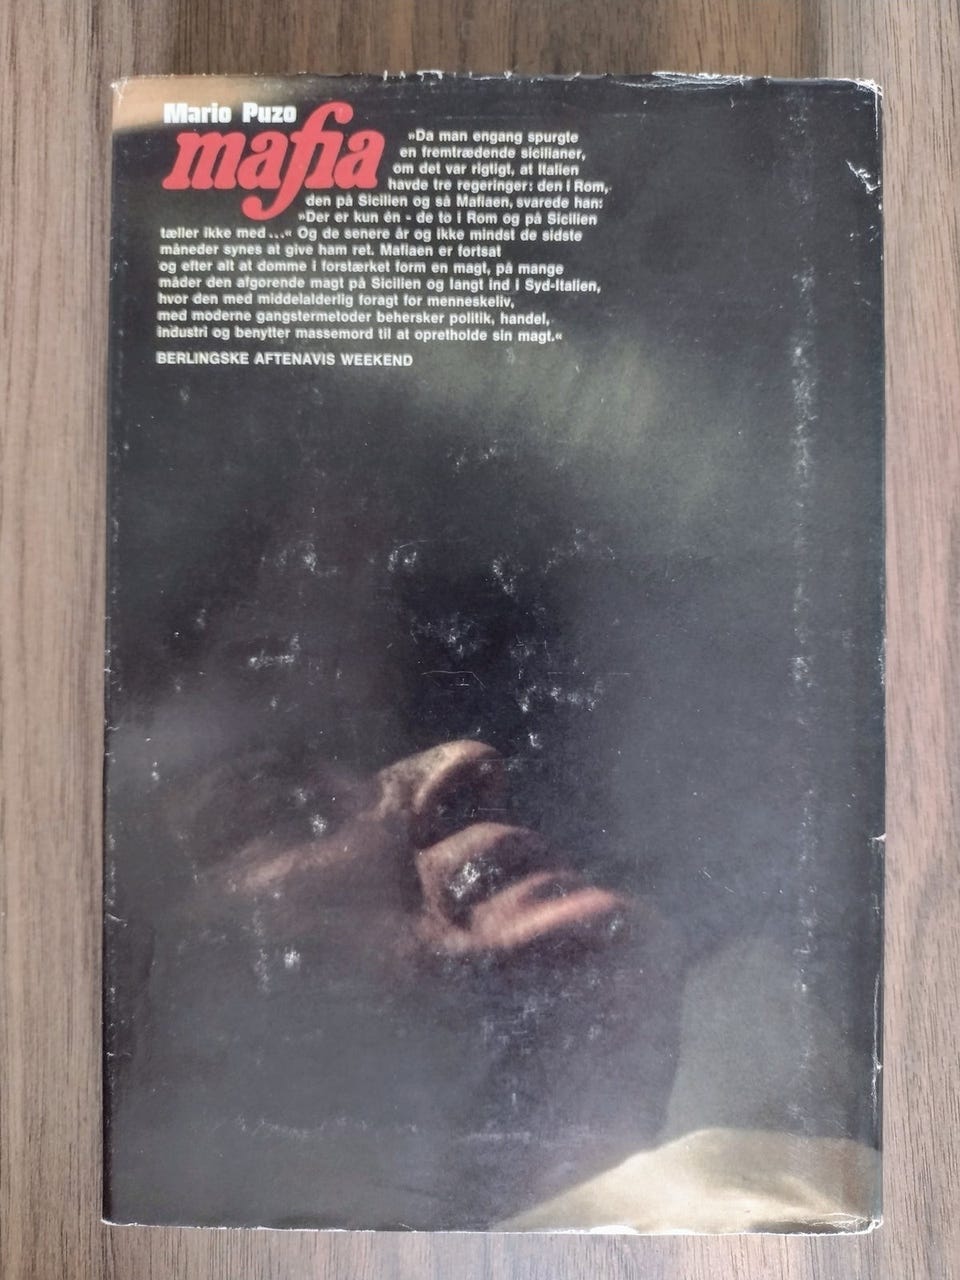 Mario Puzo
mafia
»Da man engang spurgte
en fremtrædende sicilianer,
om det var rigtigt, at Italien
havde tre regeringer: den i Rom,
den på Sicilien og så Mafiaen, svarede han:
»Der er kun én - de to i Rom og på Sicilien
tæller ikke med ...« Og de senere år og ikke mindst de sidste
måneder synes at give ham ret. Mafiaen er fortsat
og efter alt at dømme i forstærket form en magt, på mange
måder den afgørende magt på Sicilien og langt ind i Syd-Italien,
hvor den med middelalderlig foragt for menneskeliv,
med moderne gangstermetoder behersker politik, handel,
industri og benytter massemord til at opretholde sin magt.«
BERLINGSKE AFTENAVIS WEEKEND